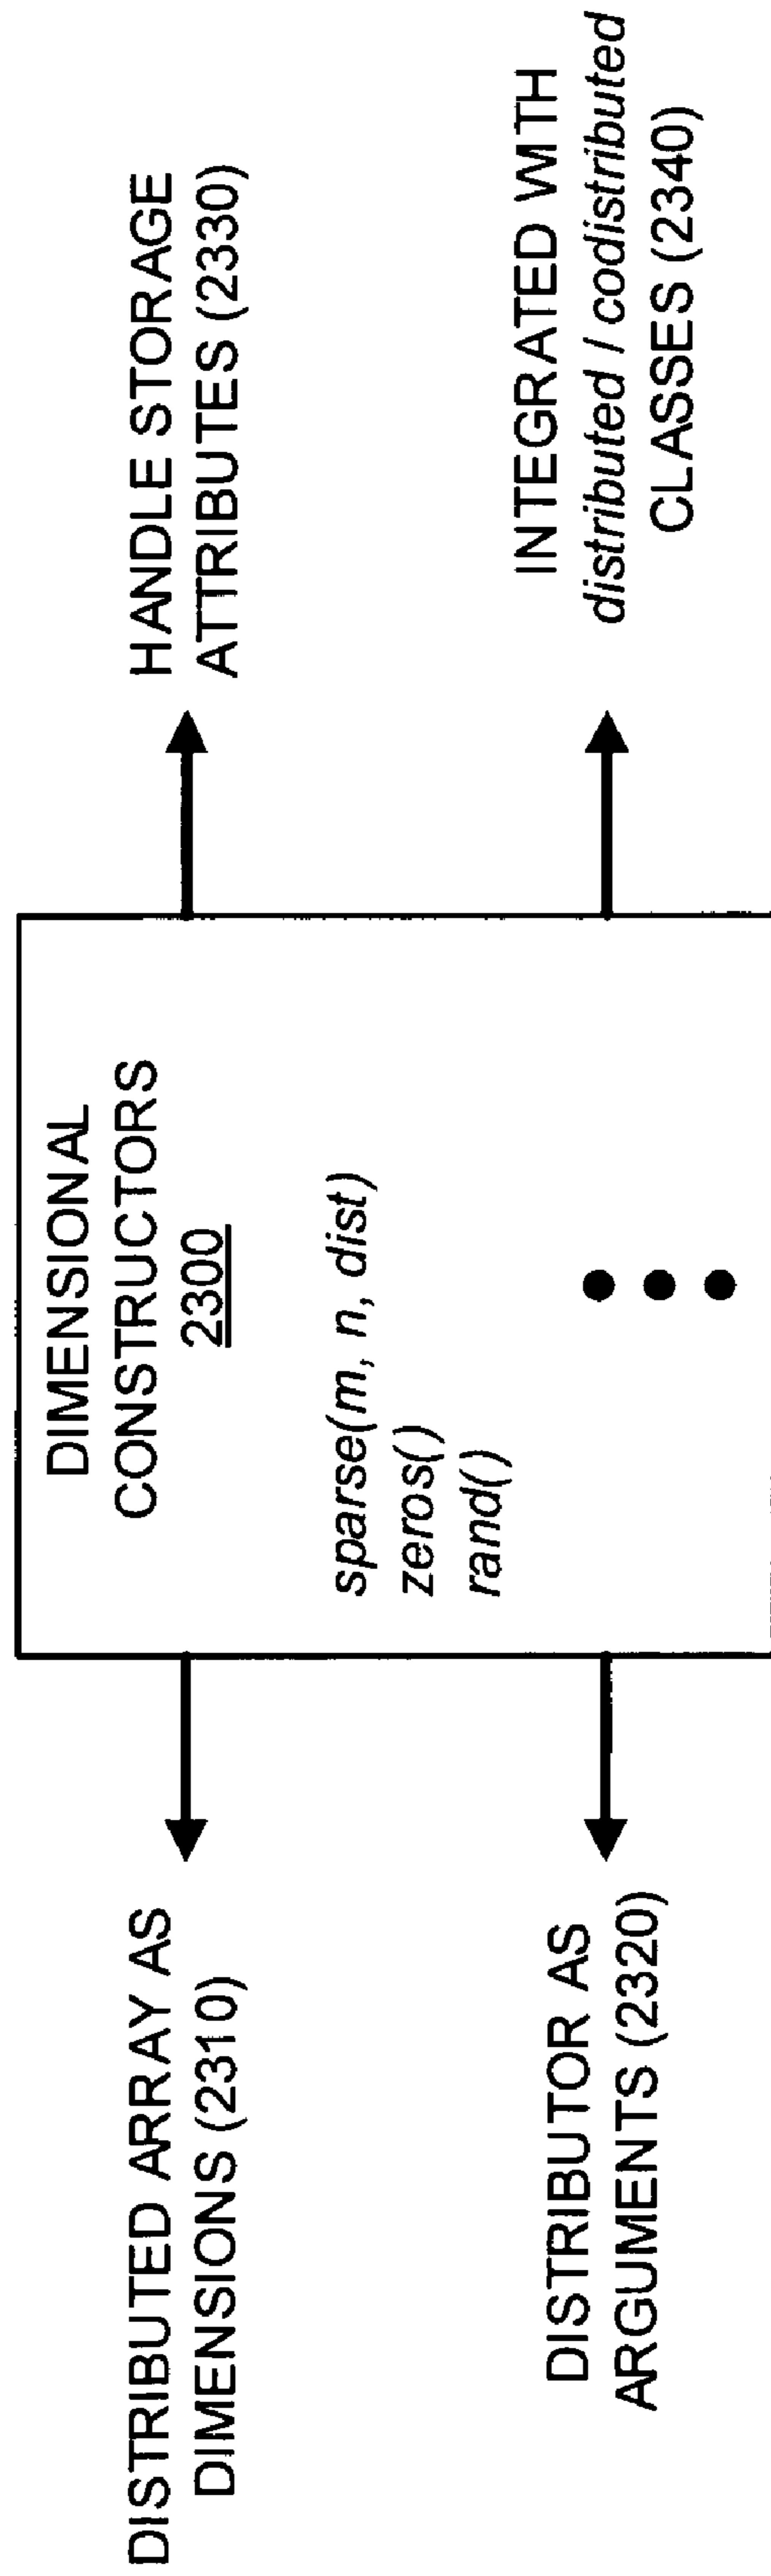 DIMENSIONAL
CONSTRUCTORS
2300
sparse(m, n, dist)
zeros()
rand()
DISTRIBUTED ARRAY AS
DIMENSIONS (2310)
DISTRIBUTOR AS
ARGUMENTS (2320)
HANDLE STORAGE
ATTRIBUTES (2330)
INTEGRATED WITH
distributed / codistributed
CLASSES (2340)